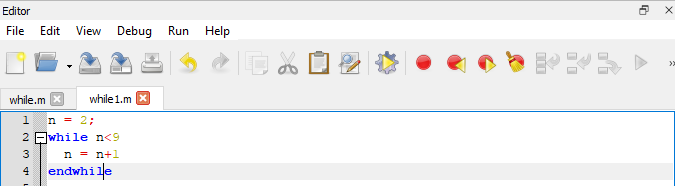 Editor
File Edit View Debug Run Help
while.m while1.m
1 n = 2;
2 while n<9
3 n = n+1
4 endwhile